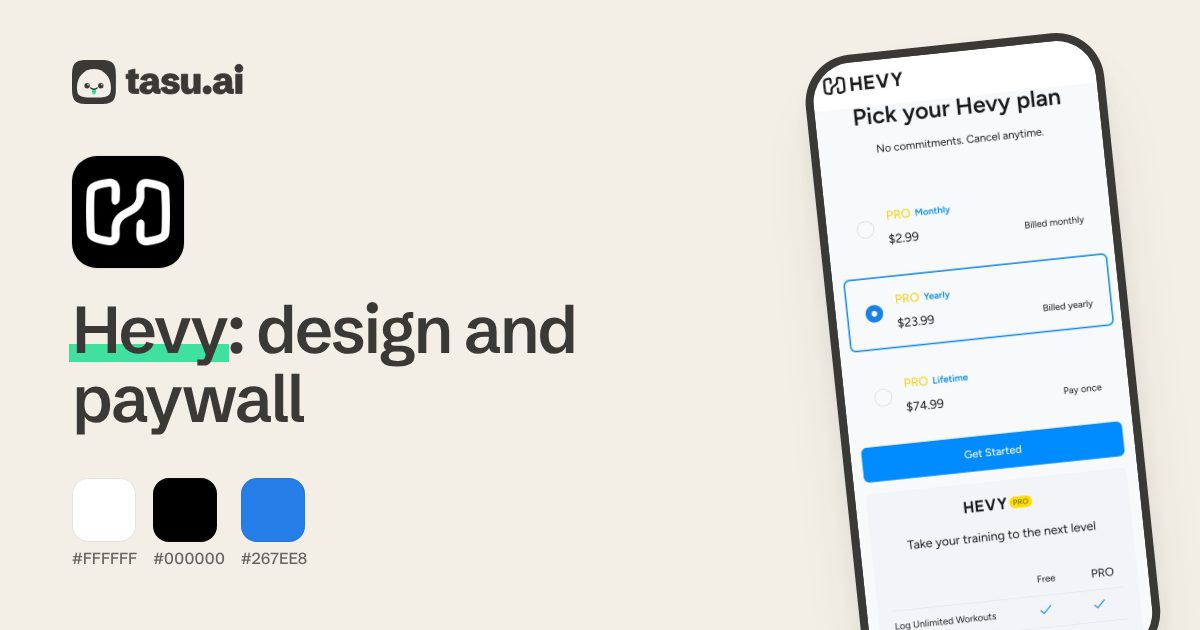 tasu.ai
Hevy: design and
paywall
#FFFFFF #000000 #267EE8
HEVY
Pick your Hevy plan
No commitments. Cancel anytime.
PRO Monthly
$2.99
Billed monthly
PRO Yearly
$23.99
Billed yearly
PRO Lifetime
$74.99
Pay once
Get Started
HEVY PRO
Take your training to the next level
Free PRO
Log Unlimited Workouts